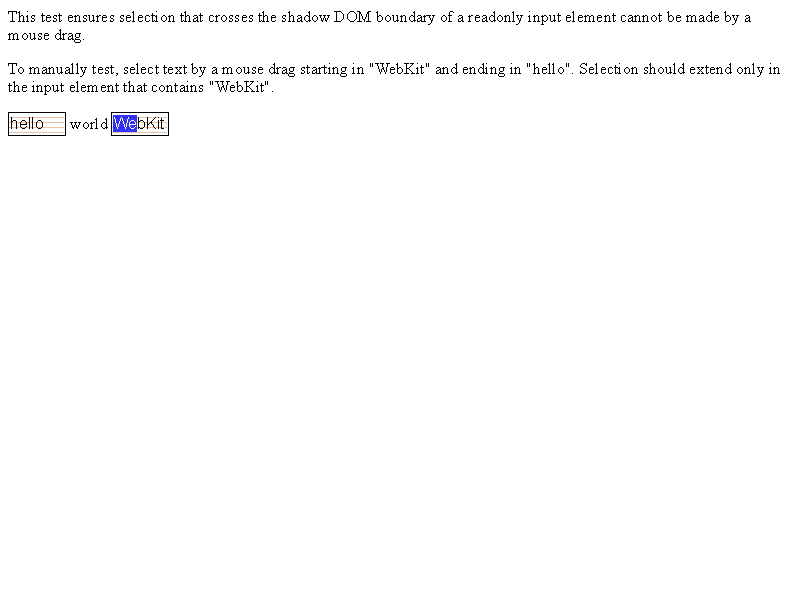 This test ensures selection that crosses the shadow DOM boundary of a readonly input element cannot be made by a
mouse drag.
To manually test, select text by a mouse drag starting in "WebKit" and ending in "hello". Selection should extend only in
the input element that contains "WebKit".
hello world WebKit